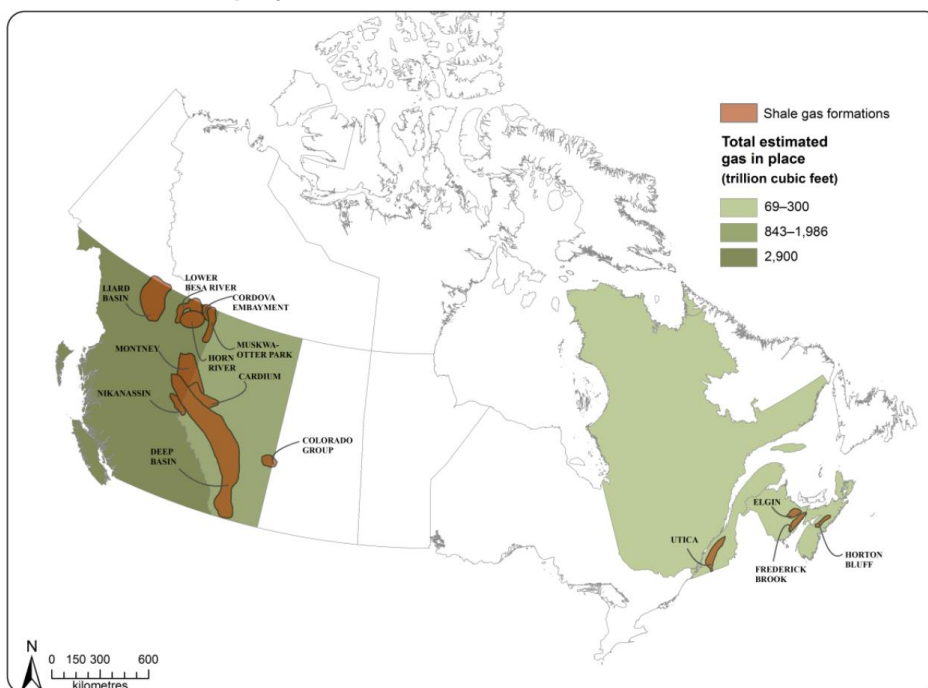 Shale gas formations
Total estimated
gas in place
(trillion cubic feet)
69–300
843–1,986
2,900
LIARD
BASIN
LOWER
BESA RIVER
CORDOVA
EMBAYMENT
MUSKWA-
OTTER PARK
HORN
RIVER
MONTNEY
CARDIUM
NIKANASSIN
COLORADO
GROUP
DEEP
BASIN
UTICA
ELGIN
FREDERICK
BROOK
HORTON
BLUFF
N
0 150 300 600
kilometres